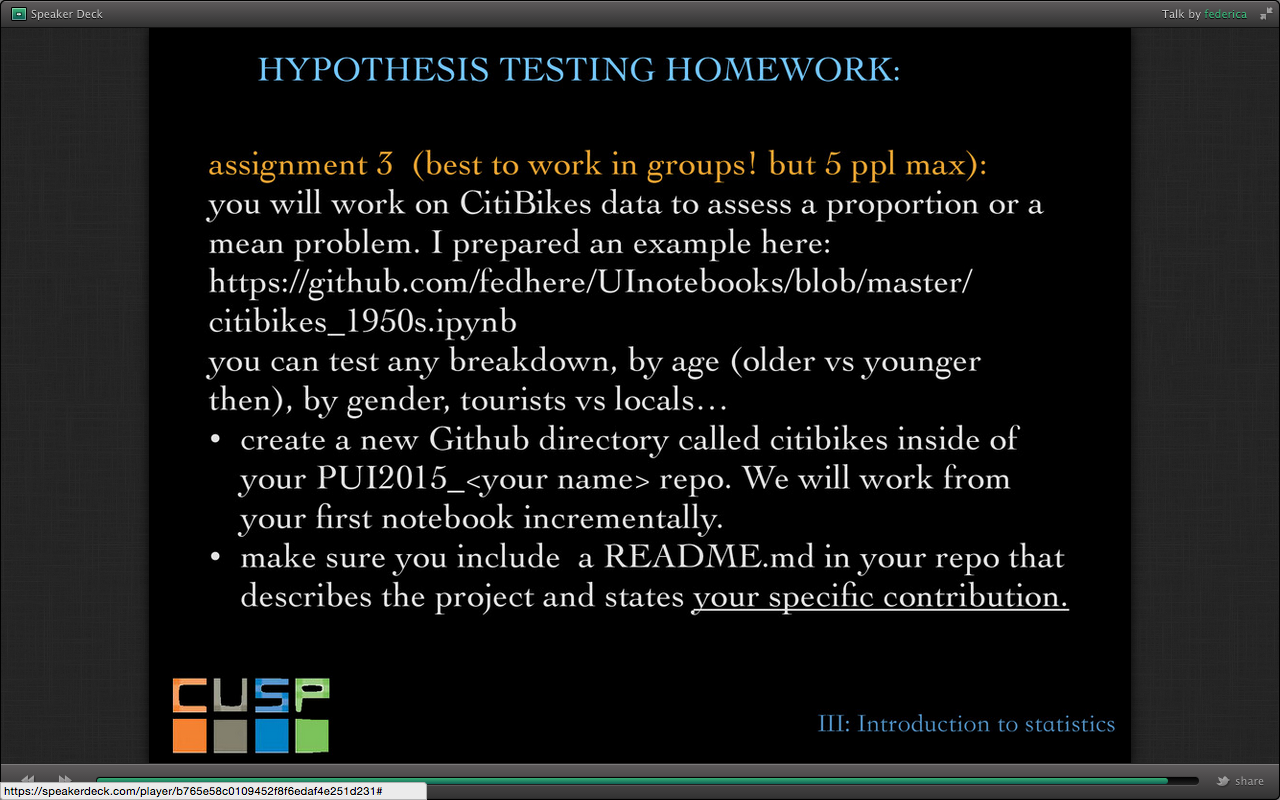 Speaker Deck
Talk by federica
HYPOTHESIS TESTING HOMEWORK:
assignment 3  (best to work in groups! but 5 ppl max):
you will work on CitiBikes data to assess a proportion or a
mean problem. I prepared an example here:
https://github.com/fedhere/UInotebooks/blob/master/
citibikes_1950s.ipynb
you can test any breakdown, by age (older vs younger
then), by gender, tourists vs locals…
• create a new Github directory called citibikes inside of
your PUI2015_<your name> repo. We will work from
your first notebook incrementally.
• make sure you include  a README.md in your repo that
describes the project and states your specific contribution.
CUSP
III: Introduction to statistics
share
https://speakerdeck.com/player/b765e58c0109452f8f6edaf4e251d231#